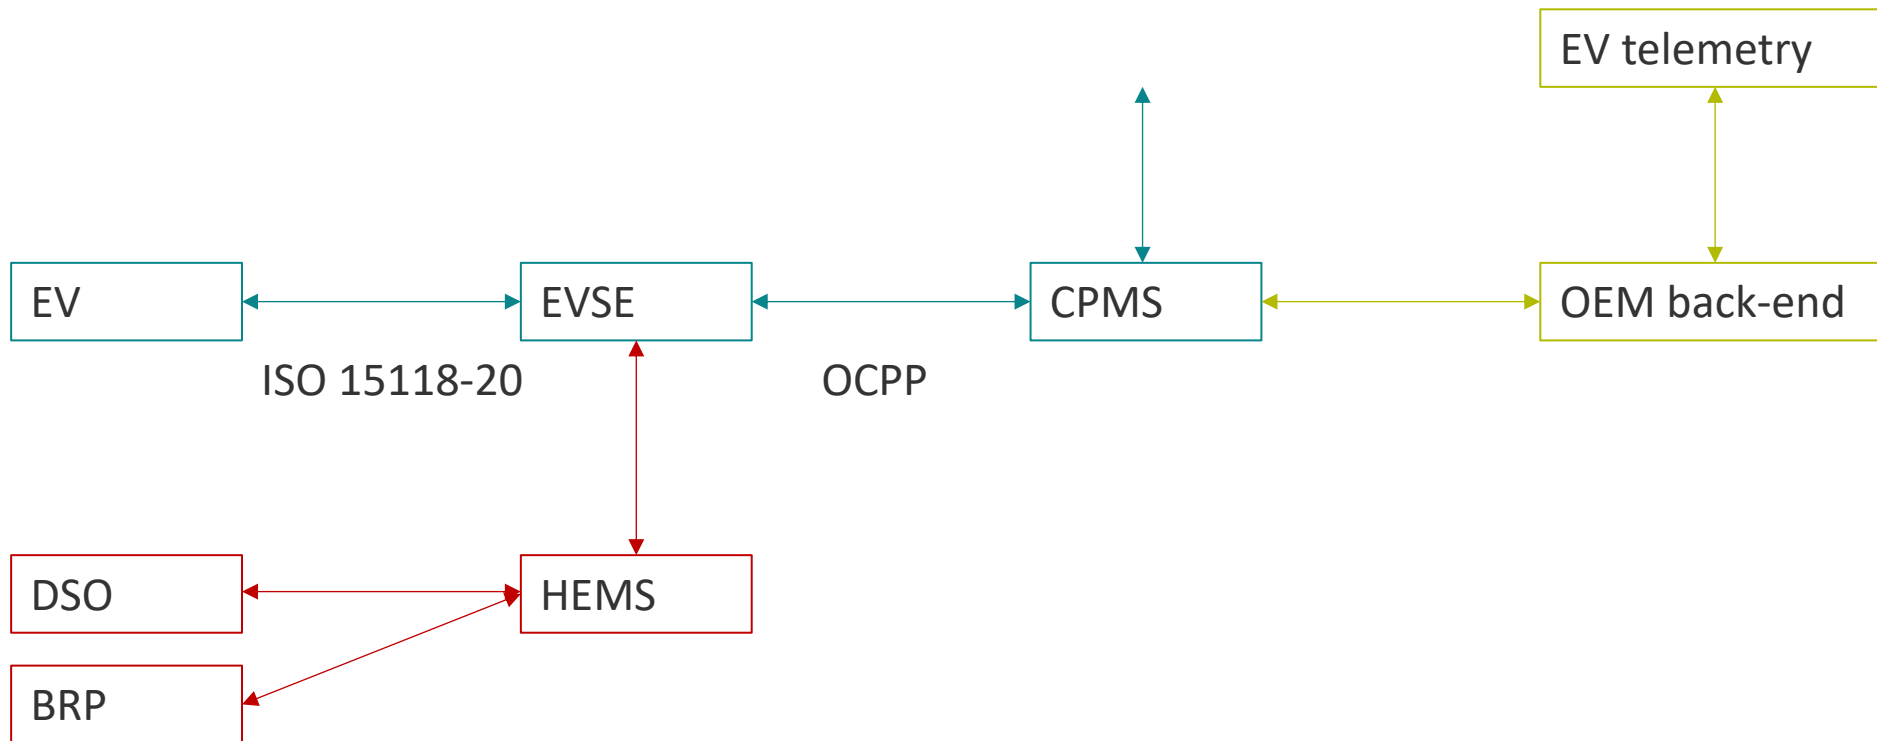 EV telemetry
EV
EVSE
CPMS
OEM back-end
ISO 15118-20
OCPP
DSO
HEMS
BRP